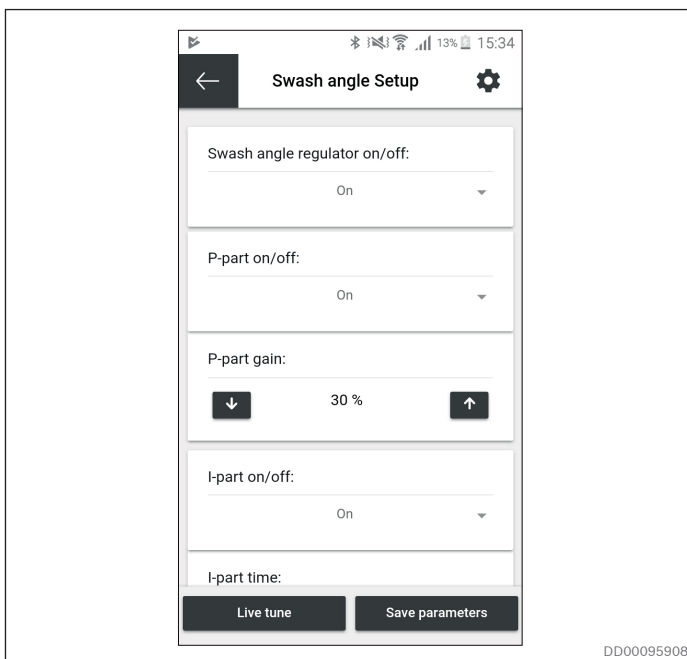 13% 15:34
Swash angle Setup
Swash angle regulator on/off:
On
P-part on/off:
On
P-part gain:
30 %
I-part on/off:
On
I-part time:
Live tune Save parameters
DD00095908